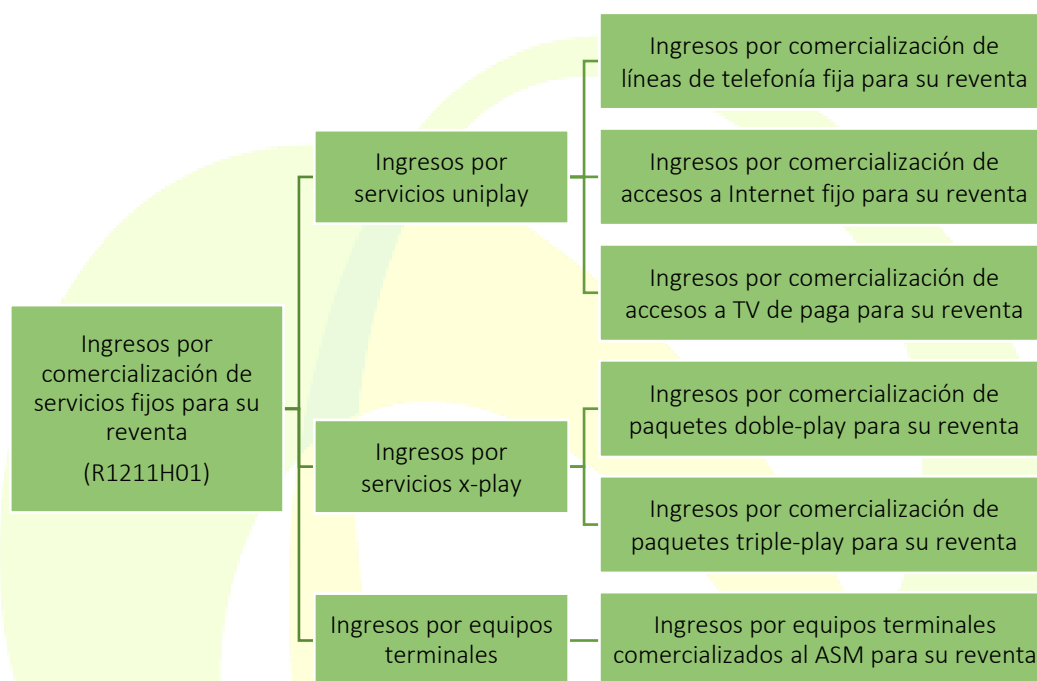 Ingresos por comercialización de
líneas de telefonía fija para su reventa
Ingresos por
servicios uniplay
Ingresos por comercialización de
accesos a Internet fijo para su reventa
Ingresos por comercialización de
accesos a TV de paga para su reventa
Ingresos por
comercialización de
servicios fijos para su
reventa
(R1211H01)
Ingresos por
servicios x-play
Ingresos por comercialización de
paquetes doble-play para su reventa
Ingresos por comercialización de
paquetes triple-play para su reventa
Ingresos por equipos
terminales
Ingresos por equipos terminales
comercializados al ASM para su reventa